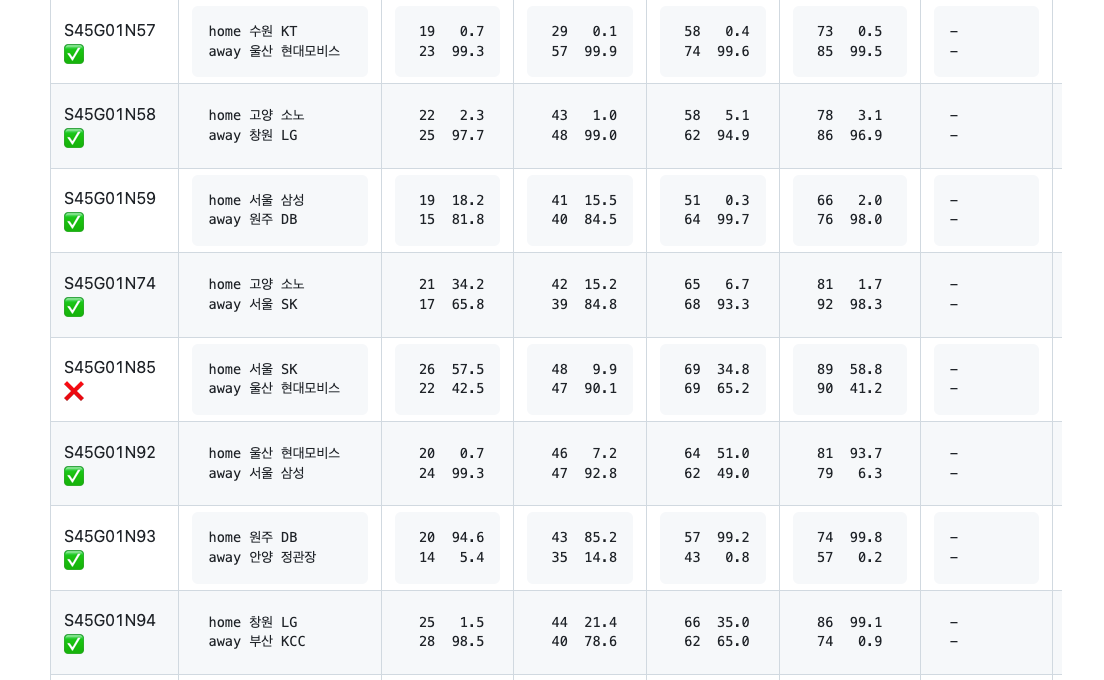 S45G01N57
✅
home 수원 KT 19 0.7 29 0.1 58 0.4 73 0.5 –
away 울산 현대모비스 23 99.3 57 99.9 74 99.6 85 99.5 –
S45G01N58
✅
home 고양 소노 22 2.3 43 1.0 58 5.1 78 3.1 –
away 창원 LG 25 97.7 48 99.0 62 94.9 86 96.9 –
S45G01N59
✅
home 서울 삼성 19 18.2 41 15.5 51 0.3 66 2.0 –
away 원주 DB 15 81.8 40 84.5 64 99.7 76 98.0 –
S45G01N74
✅
home 고양 소노 21 34.2 42 15.2 65 6.7 81 1.7 –
away 서울 SK 17 65.8 39 84.8 68 93.3 92 98.3 –
S45G01N85
❌
home 서울 SK 26 57.5 48 9.9 69 34.8 89 58.8 –
away 울산 현대모비스 22 42.5 47 90.1 69 65.2 90 41.2 –
S45G01N92
✅
home 울산 현대모비스 20 0.7 46 7.2 64 51.0 81 93.7 –
away 서울 삼성 24 99.3 47 92.8 62 49.0 79 6.3 –
S45G01N93
✅
home 원주 DB 20 94.6 43 85.2 57 99.2 74 99.8 –
away 안양 정관장 14 5.4 35 14.8 43 0.8 57 0.2 –
S45G01N94
✅
home 창원 LG 25 1.5 44 21.4 66 35.0 86 99.1 –
away 부산 KCC 28 98.5 40 78.6 62 65.0 74 0.9 –